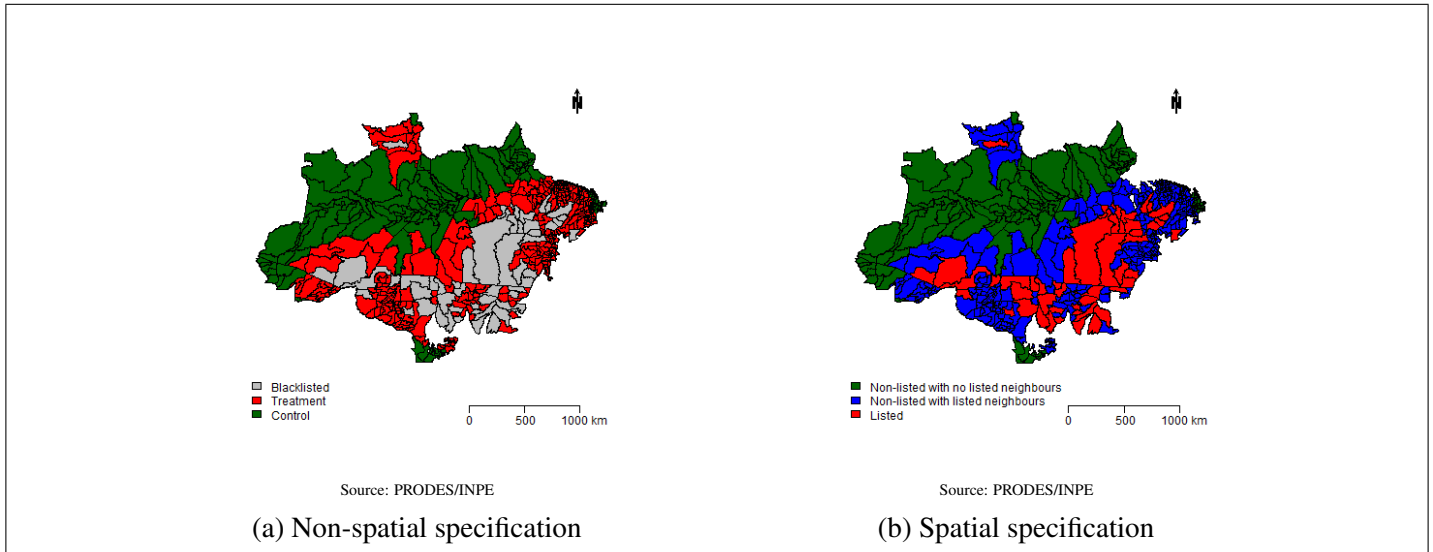 N
Blacklisted
Treatment
Control
0 500 1000 km
Source: PRODES/INPE
(a) Non-spatial specification
N
Non-listed with no listed neighbours
Non-listed with listed neighbours
Listed
0 500 1000 km
Source: PRODES/INPE
(b) Spatial specification